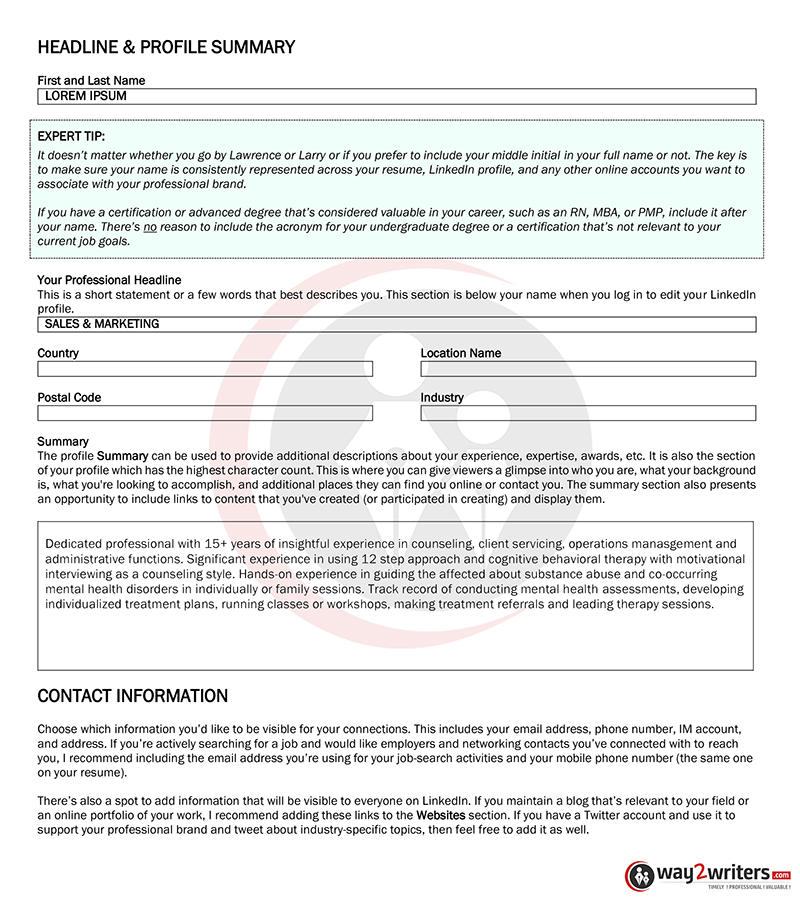 HEADLINE & PROFILE SUMMARY
First and Last Name
LOREM IPSUM
EXPERT TIP:
It doesn't matter whether you go by Lawrence or Larry or if you prefer to include your middle initial in your full name or not. The key is
to make sure your name is consistently represented across your resume, LinkedIn profile, and any other online accounts you want to
associate with your professional brand.
If you have a certification or advanced degree that's considered valuable in your career, such as an RN, MBA, or PMP, include it after
your name. There's no reason to include the acronym for your undergraduate degree or a certification that's not relevant to your
current job goals.
Your Professional Headline
This is a short statement or a few words that best describes you. This section is below your name when you log in to edit your LinkedIn
profile.
SALES & MARKETING
Country
Location Name
Postal Code
Industry
Summary
The profile Summary can be used to provide additional descriptions about your experience, expertise, awards, etc. It is also the section
of your profile which has the highest character count. This is where you can give viewers a glimpse into who you are, what your background
is, what you're looking to accomplish, and additional places they can find you online or contact you. The summary section also presents
an opportunity to include links to content that you've created (or participated in creating) and display them.
Dedicated professional with 15+ years of insightful experience in counseling, client servicing, operations manasgement and
administrative functions. Significant experience in using 12 step approach and cognitive behavioral therapy with motivational
interviewing as a counseling style. Hands-on experience in guiding the affected about substance abuse and co-occurring
mental health disorders in individually or family sessions. Track record of conducting mental health assessments, developing
individualized treatment plans, running classes or workshops, making treatment referrals and leading therapy sessions.
CONTACT INFORMATION
Choose which information you'd like to be visible for your connections. This includes your email address, phone number, IM account,
and address. If you're actively searching for a job and would like employers and networking contacts you've connected with to reach
you, I recommend including the email address you're using for your job-search activities and your mobile phone number (the same one
on your resume).
There's also a spot to add information that will be visible to everyone on LinkedIn. If you maintain a blog that's relevant to your field or
an online portfolio of your work, I recommend adding these links to the Websites section. If you have a Twitter account and use it to
support your professional brand and tweet about industry-specific topics, then feel free to add it as well.
way2writers.com
TIMELY ! PROFESSIONAL ! VALUABLE !